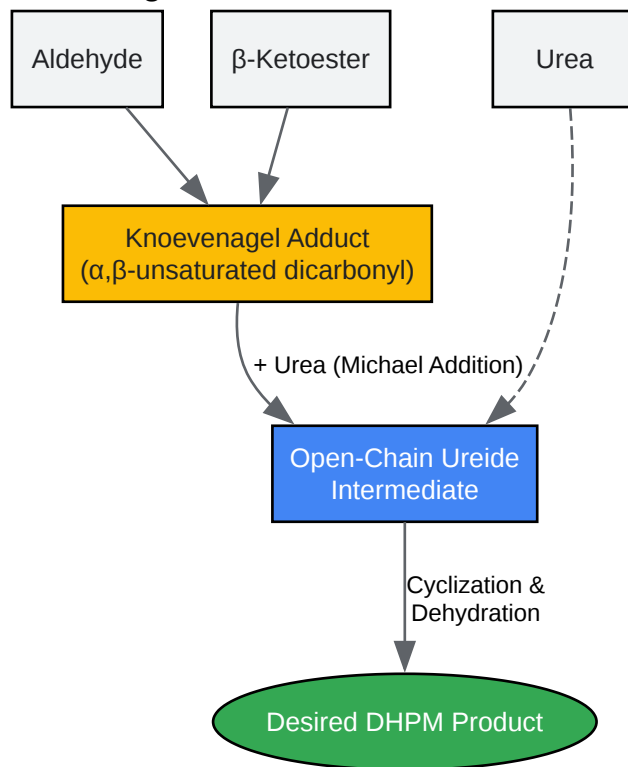 Aldehyde
β-Ketoester
Urea
Knoevenagel Adduct
(α,β-unsaturated dicarbonyl)
+ Urea (Michael Addition)
Open-Chain Ureide
Intermediate
Cyclization &
Dehydration
Desired DHPM Product